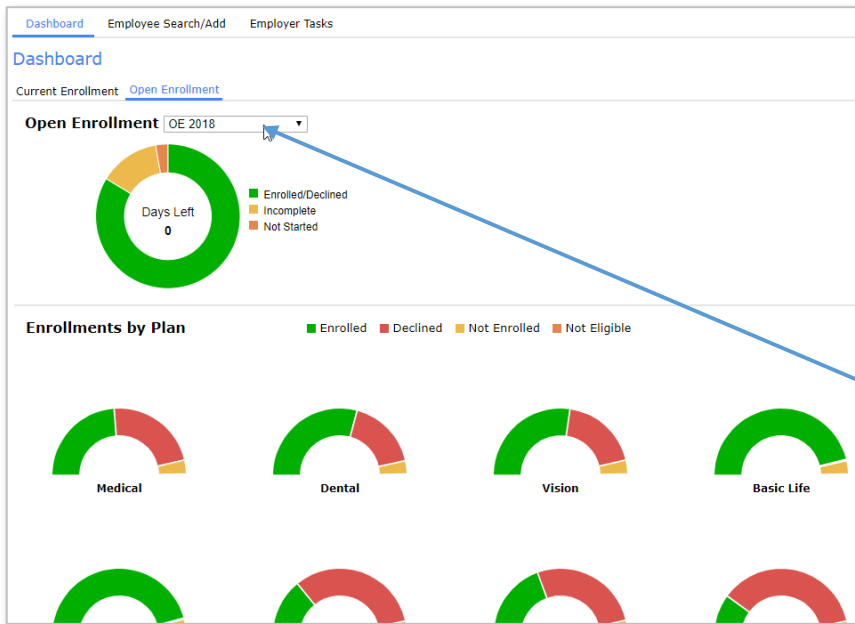 Dashboard Employee Search/Add Employer Tasks
Dashboard
Current Enrollment Open Enrollment
Open Enrollment OE 2018
Days Left
0
Enrolled/Declined
Incomplete
Not Started
Enrollments by Plan Enrolled Declined Not Enrolled Not Eligible
Medical Dental Vision Basic Life